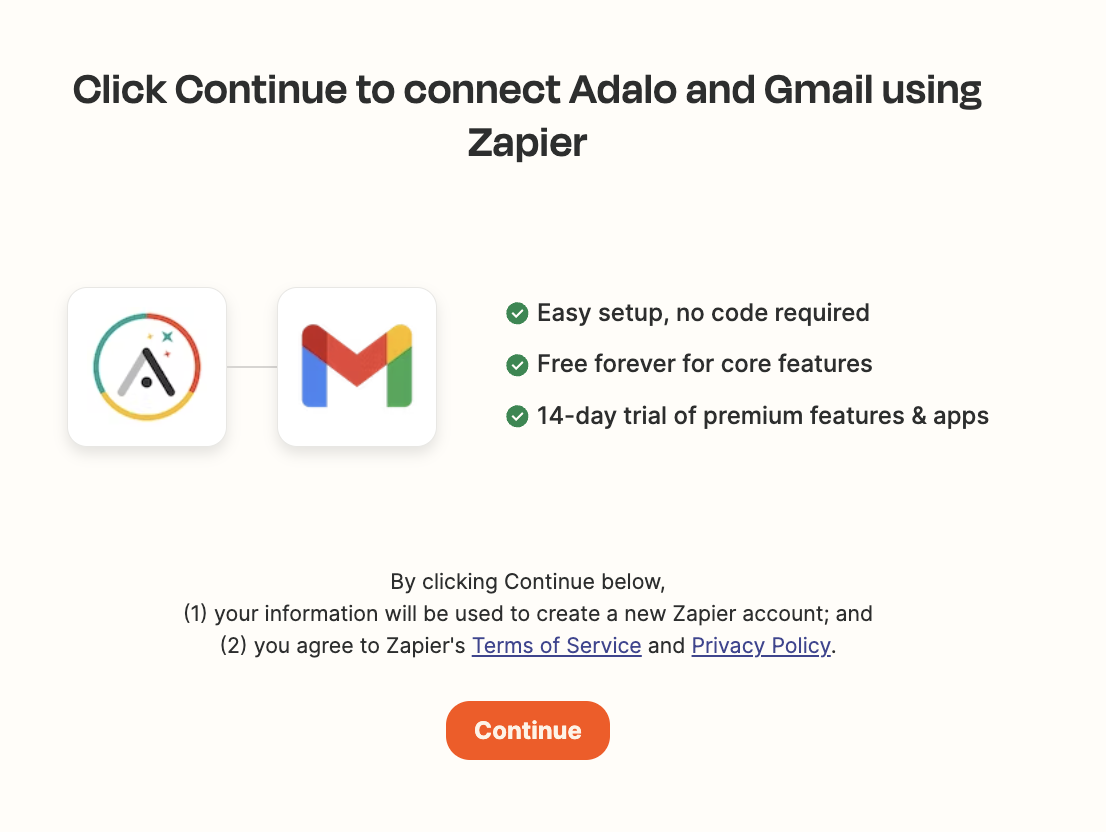 Click Continue to connect Adalo and Gmail using
Zapier
Easy setup, no code required
Free forever for core features
14-day trial of premium features & apps
By clicking Continue below,
(1) your information will be used to create a new Zapier account; and
(2) you agree to Zapier's Terms of Service and Privacy Policy.
Continue